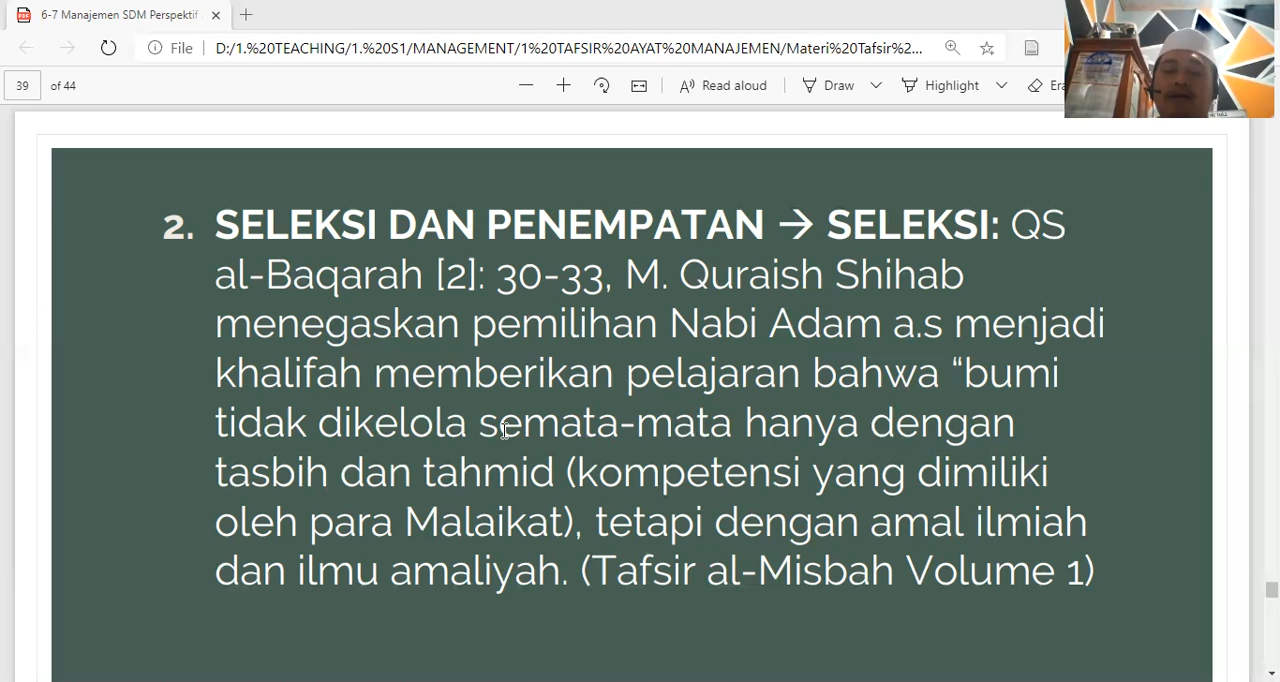 6-7 Manajemen SDM Perspektif
File
D:/1.%20TEACHING/1.%20S1/MANAGEMENT/1%20TAFSIR%20AYAT%20MANAJEMEN/Materi%20Tafsir%2...
39 of 44
Read aloud
Draw
Highlight
Era
2. SELEKSI DAN PENEMPATAN → SELEKSI: QS
al-Baqarah [2]: 30-33, M. Quraish Shihab
menegaskan pemilihan Nabi Adam a.s menjadi
khalifah memberikan pelajaran bahwa “bumi
tidak dikelola semata-mata hanya dengan
tasbih dan tahmid (kompetensi yang dimiliki
oleh para Malaikat), tetapi dengan amal ilmiah
dan ilmu amaliyah. (Tafsir al-Misbah Volume 1)